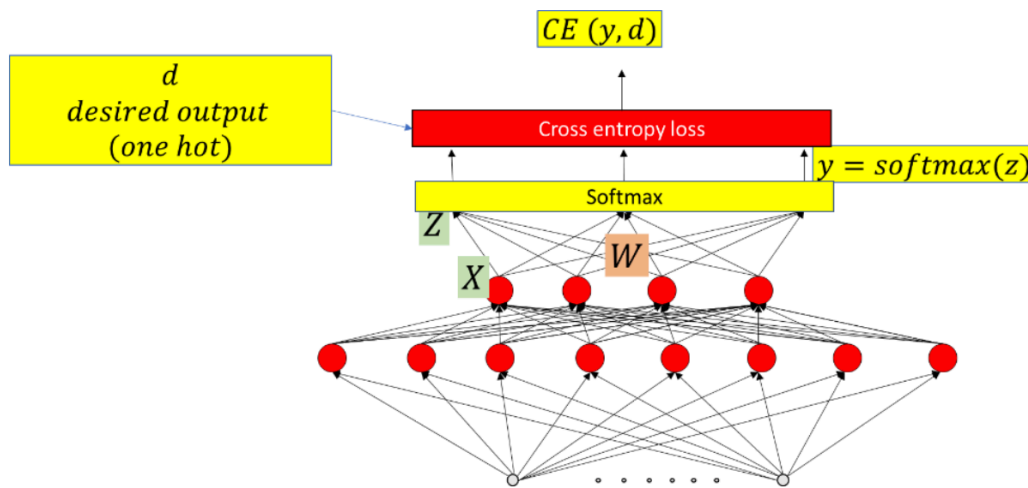 CE (y, d)
d
desired output
(one hot)
Cross entropy loss
y = softmax(z)
Softmax
Z
W
X